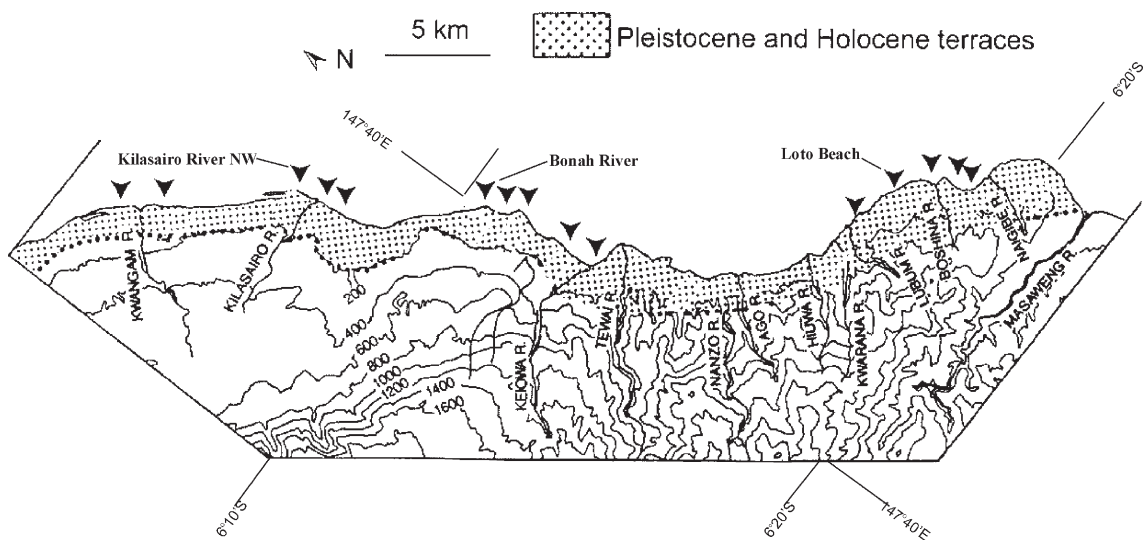 5 km
N
Pleistocene and Holocene terraces
6°20'S
147°40'E
Kilasairo River NW
Bonah River
Loto Beach
KWANGAM R.
KILASAIRO R.
200
400
600
800
1000
1200
1400
1600
KEIOWA R.
TEWAI R.
NANZO R.
AGO R.
HUWA R.
KWARANA R.
LUBUM R.
BOSHINA R.
NAGIBE R.
MASAWENG R.
6°10'S
6°20'S
147°40'E